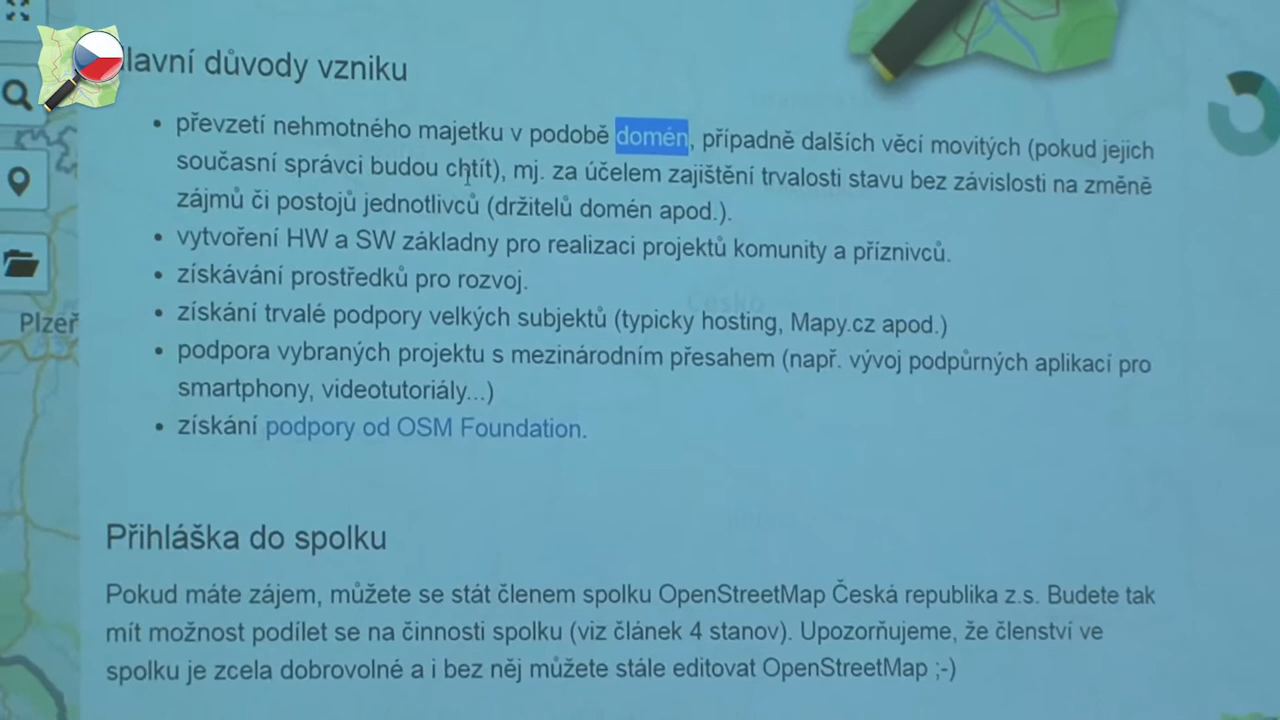 lavní důvody vzniku
• převzetí nehmotného majetku v podobě domén, případně dalších věcí movitých (pokud jejich
současní správci budou chtít), mj. za účelem zajištění trvalosti stavu bez závislosti na změně
zájmů či postojů jednotlivců (držitelů domén apod.).
• vytvoření HW a SW základny pro realizaci projektů komunity a příznivců.
• získávání prostředků pro rozvoj.
• získání trvalé podpory velkých subjektů (typicky hosting, Mapy.cz apod.)
• podpora vybraných projektu s mezinárodním přesahem (např. vývoj podpůrných aplikací pro
smartphony, videotutoriály...)
• získání podpory od OSM Foundation.
Plzeň
Česko
Přihláška do spolku
Pokud máte zájem, můžete se stát členem spolku OpenStreetMap Česká republika z.s. Budete tak
mít možnost podílet se na činnosti spolku (viz článek 4 stanov). Upozorňujeme, že členství ve
spolku je zcela dobrovolné a i bez něj můžete stále editovat OpenStreetMap ;-)